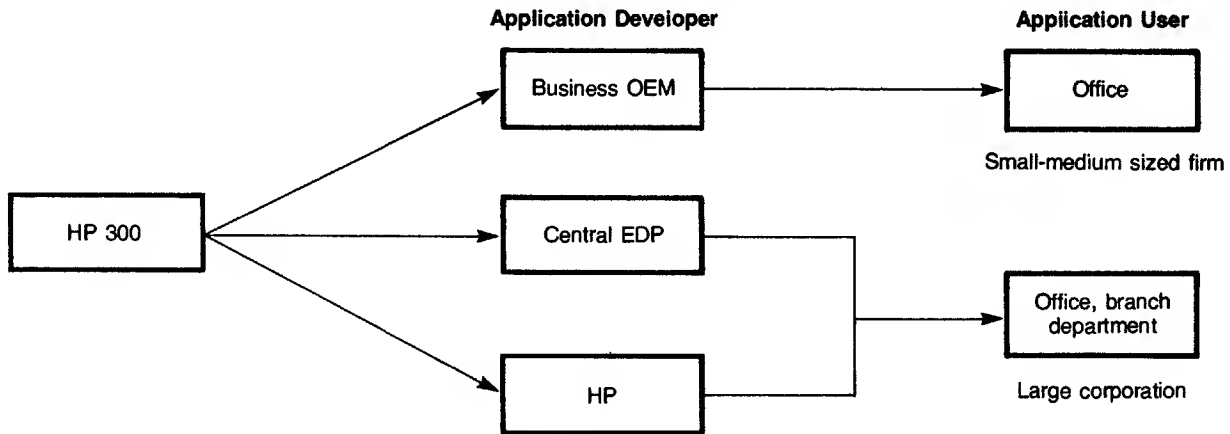 Application Developer
Application User
Business OEM
Office
Small-medium sized firm
HP 300
Central EDP
Office, branch
department
HP
Large corporation